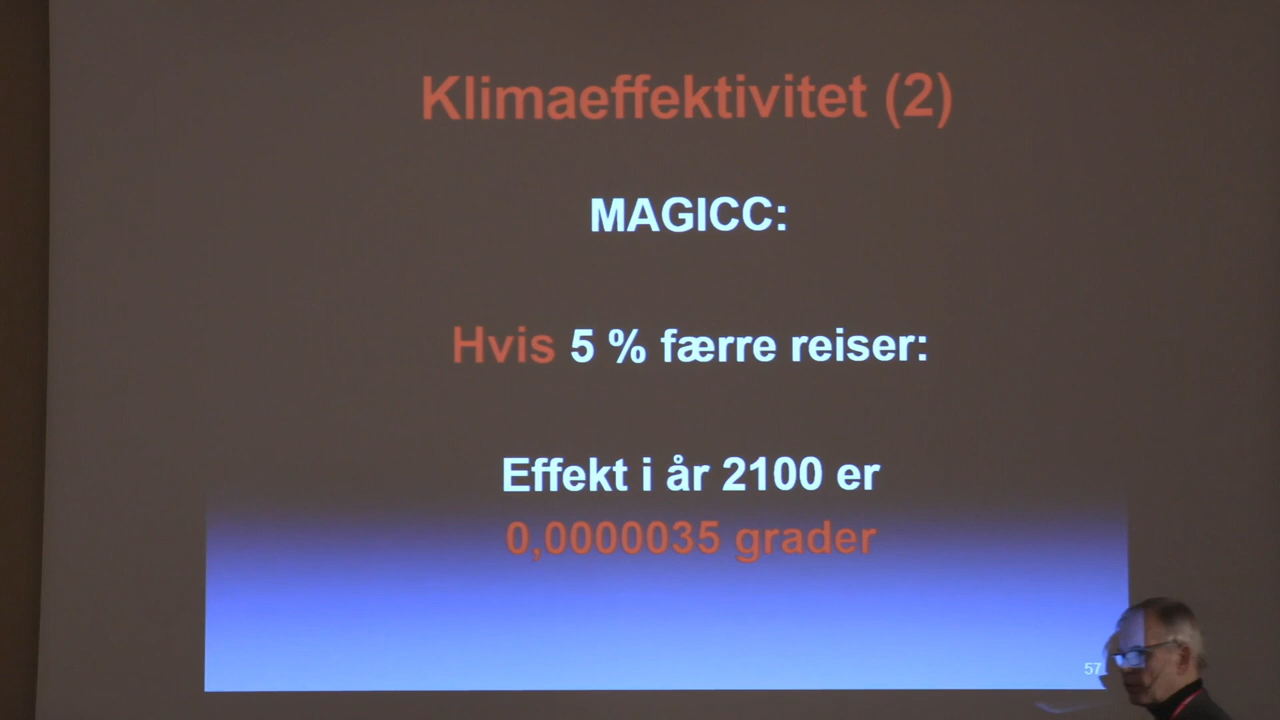 Klimaeffektivitet (2)
MAGICC:
Hvis 5 % færre reiser:
Effekt i år 2100 er
0,0000035 grader
57